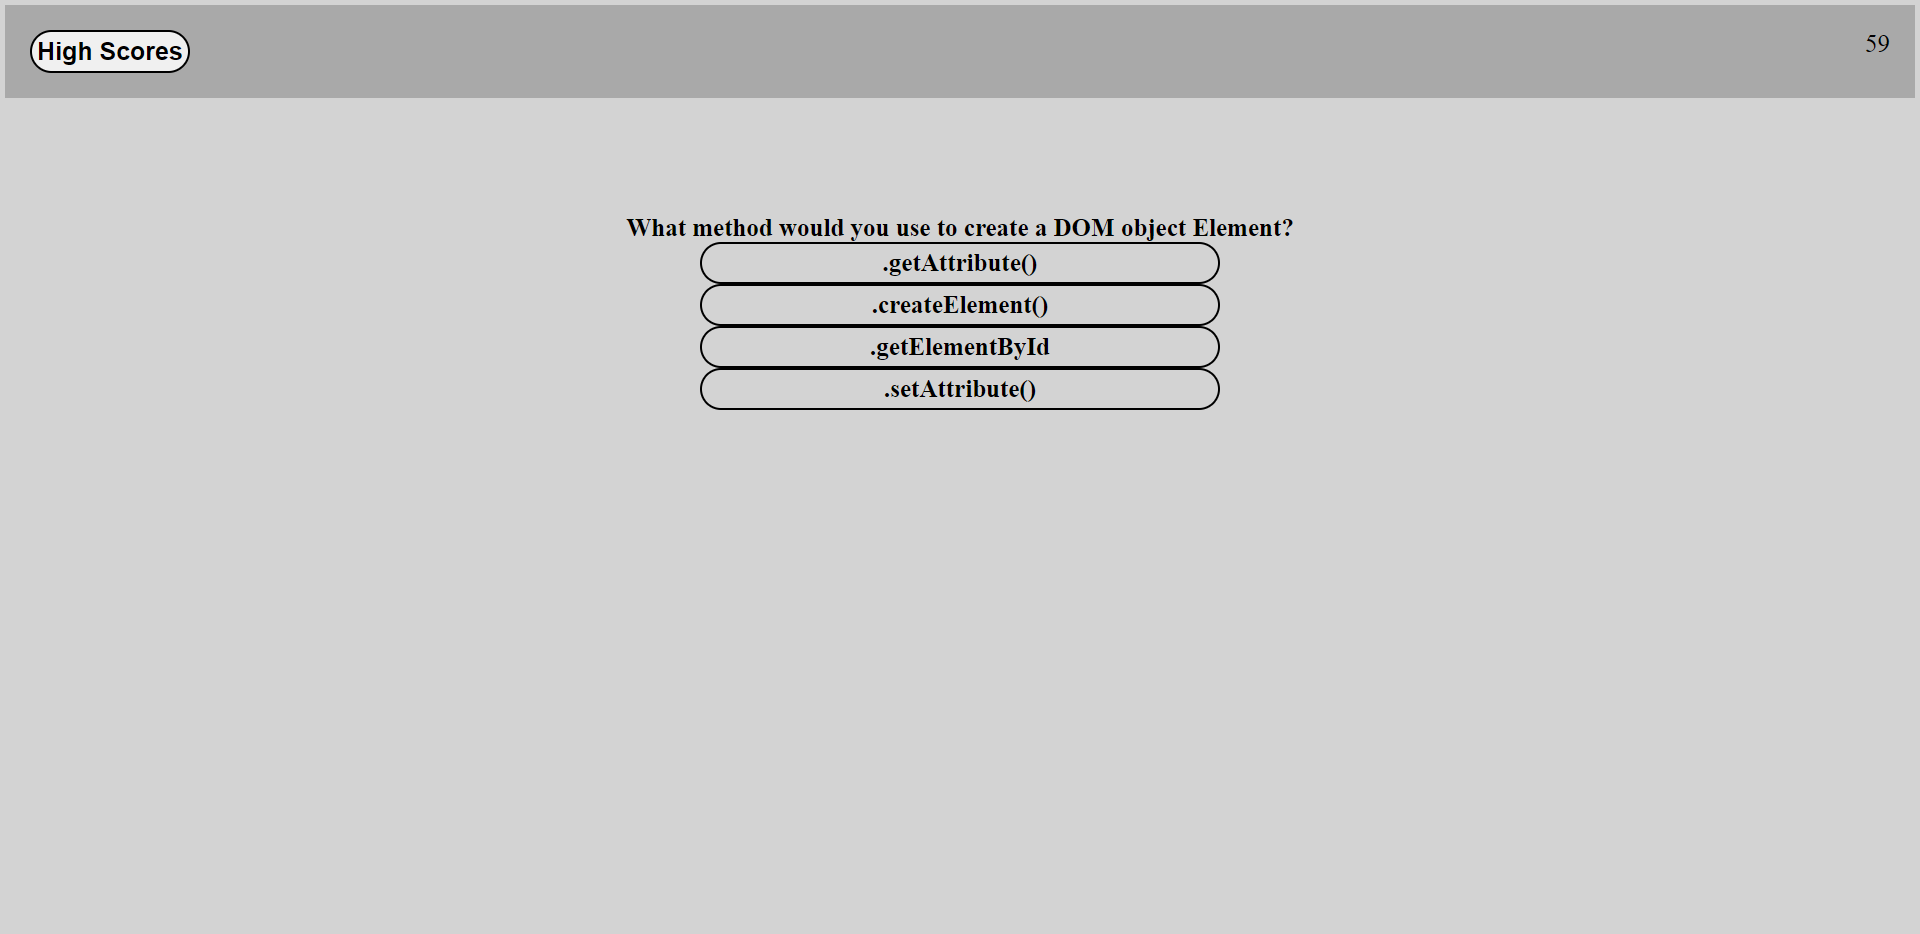 High Scores
59
What method would you use to create a DOM object Element?
.getAttribute()
.createElement()
.getElementById
.setAttribute()